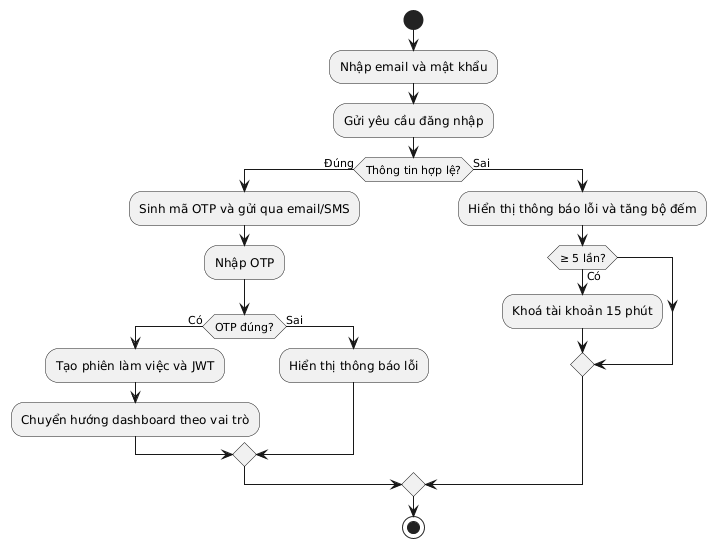 Nhập email và mật khẩu
Gửi yêu cầu đăng nhập
Đúng
Thông tin hợp lệ?
Sai
Sinh mã OTP và gửi qua email/SMS
Nhập OTP
Có
OTP đúng?
Sai
Tạo phiên làm việc và JWT
Chuyển hướng dashboard theo vai trò
Hiển thị thông báo lỗi
Hiển thị thông báo lỗi và tăng bộ đếm
≥ 5 lần?
Có
Khoá tài khoản 15 phút